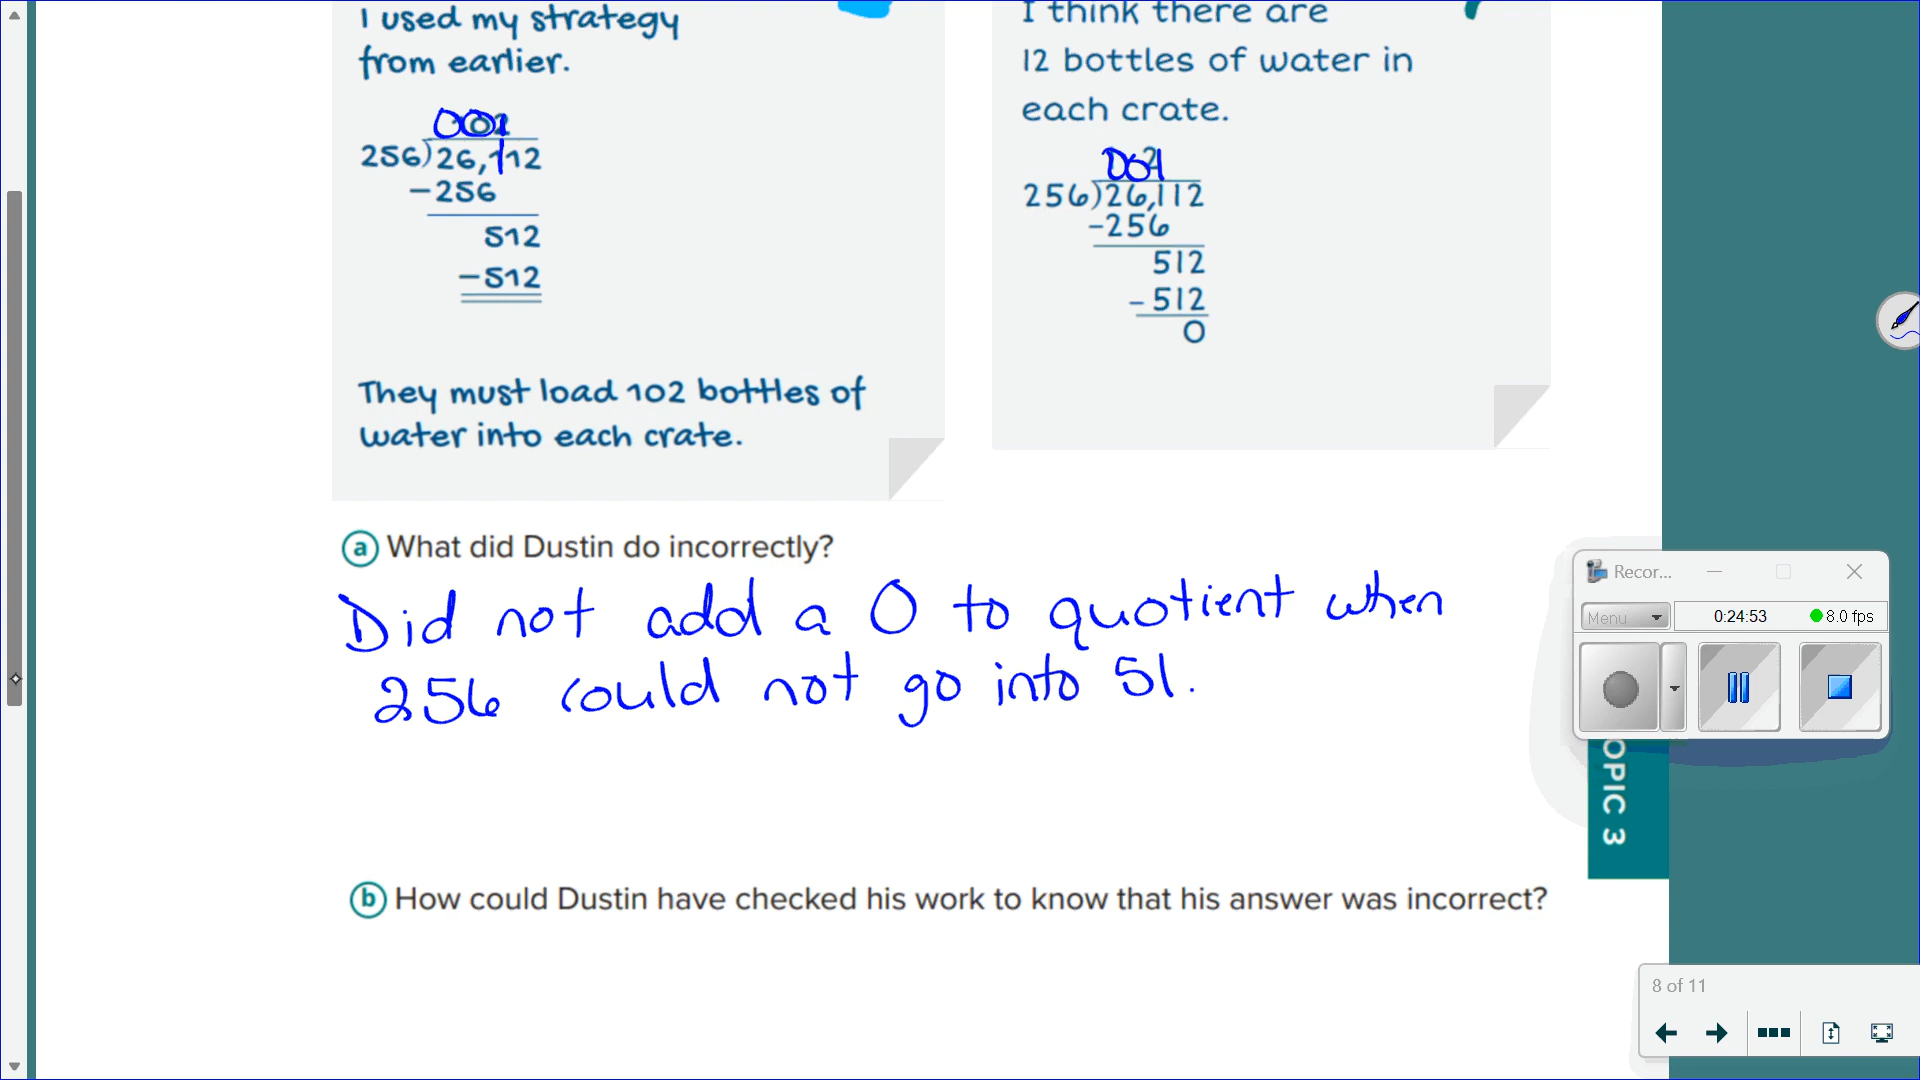 I used my strategy
from earlier.
256)26,112
-256
512
-512
They must load 102 bottles of
water into each crate.
I think there are
12 bottles of water in
each crate.
256)26,112
-256
512
-512
0
a What did Dustin do incorrectly?
Did not add a 0 to quotient when
256 could not go into 51.
b How could Dustin have checked his work to know that his answer was incorrect?
Recor...
Menu
0:24:53
8.0 fps
OPIC 3
8 of 11